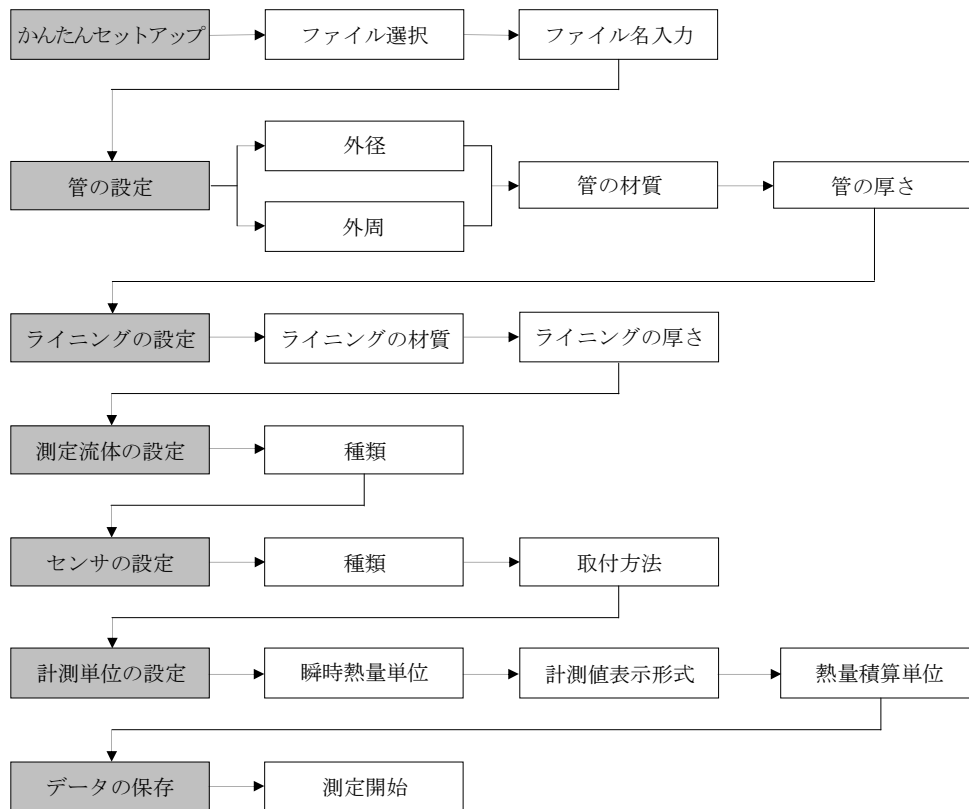 かんたんセットアップ
ファイル選択
ファイル名入力
管の設定
外径
外周
管の材質
管の厚さ
ライニングの設定
ライニングの材質
ライニングの厚さ
測定流体の設定
種類
センサの設定
種類
取付方法
計測単位の設定
瞬時熱量単位
計測値表示形式
熱量積算単位
データの保存
測定開始